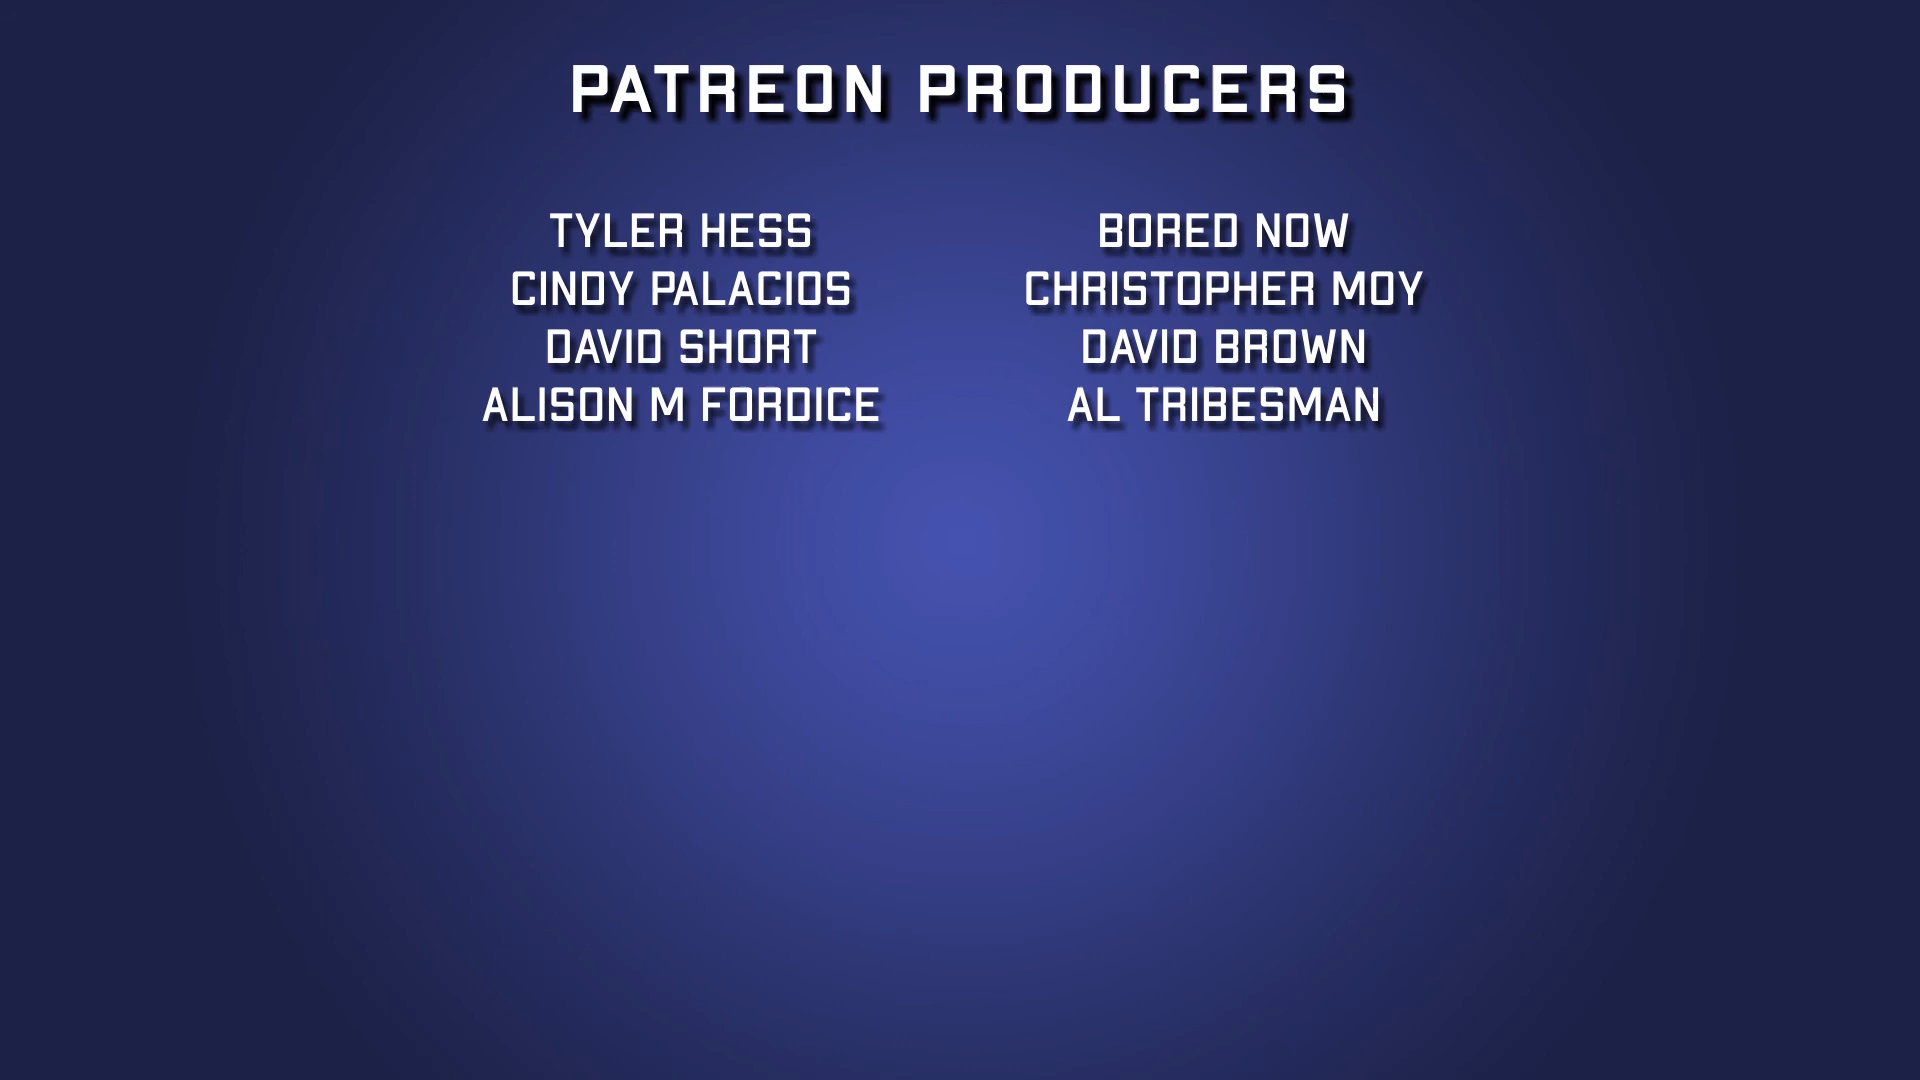 PATREON PRODUCERS
TYLER HESS
CINDY PALACIOS
DAVID SHORT
ALISON M FORDICE
BORED NOW
CHRISTOPHER MOY
DAVID BROWN
AL TRIBESMAN